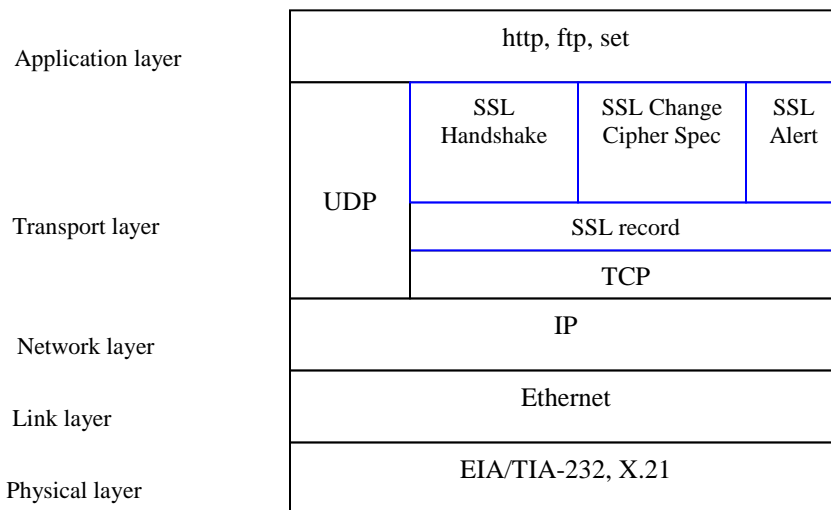 http, ftp, set
Application layer
SSL
Handshake
SSL Change
Cipher Spec
SSL
Alert
UDP
Transport layer
SSL record
TCP
IP
Network layer
Ethernet
Link layer
EIA/TIA-232, X.21
Physical layer